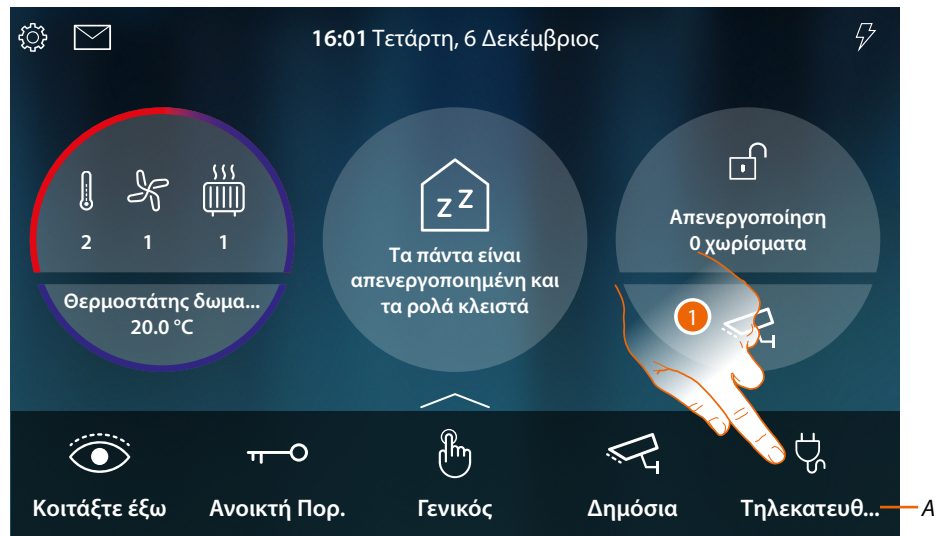 16:01 Τετάρτη, 6 Δεκέμβριος
2 1 1
Θερμοστάτης δωμα...
20.0 °C
z Z
Τα πάντα είναι
απενεργοποιημένη και
τα ρολά κλειστά
Απενεργοποίηση
0 χωρίσματα
1
Κοιτάξτε έξω
Ανοικτή Πορ.
Γενικός
Δημόσια
Τηλεκατευθ...
A